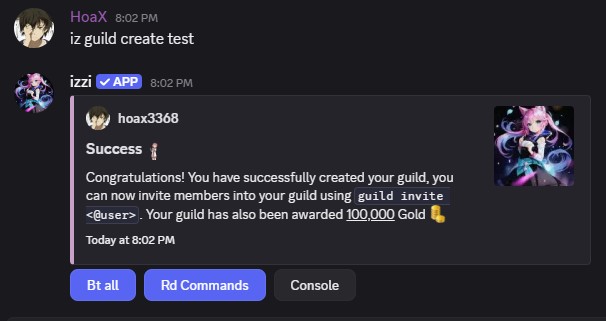 HoaX 8:02 PM
iz guild create test
izzi ✓ APP 8:02 PM
hoax3368
Success
Congratulations! You have successfully created your guild, you
can now invite members into your guild using guild invite
<@user>. Your guild has also been awarded 100,000 Gold
Today at 8:02 PM
Bt all Rd Commands Console